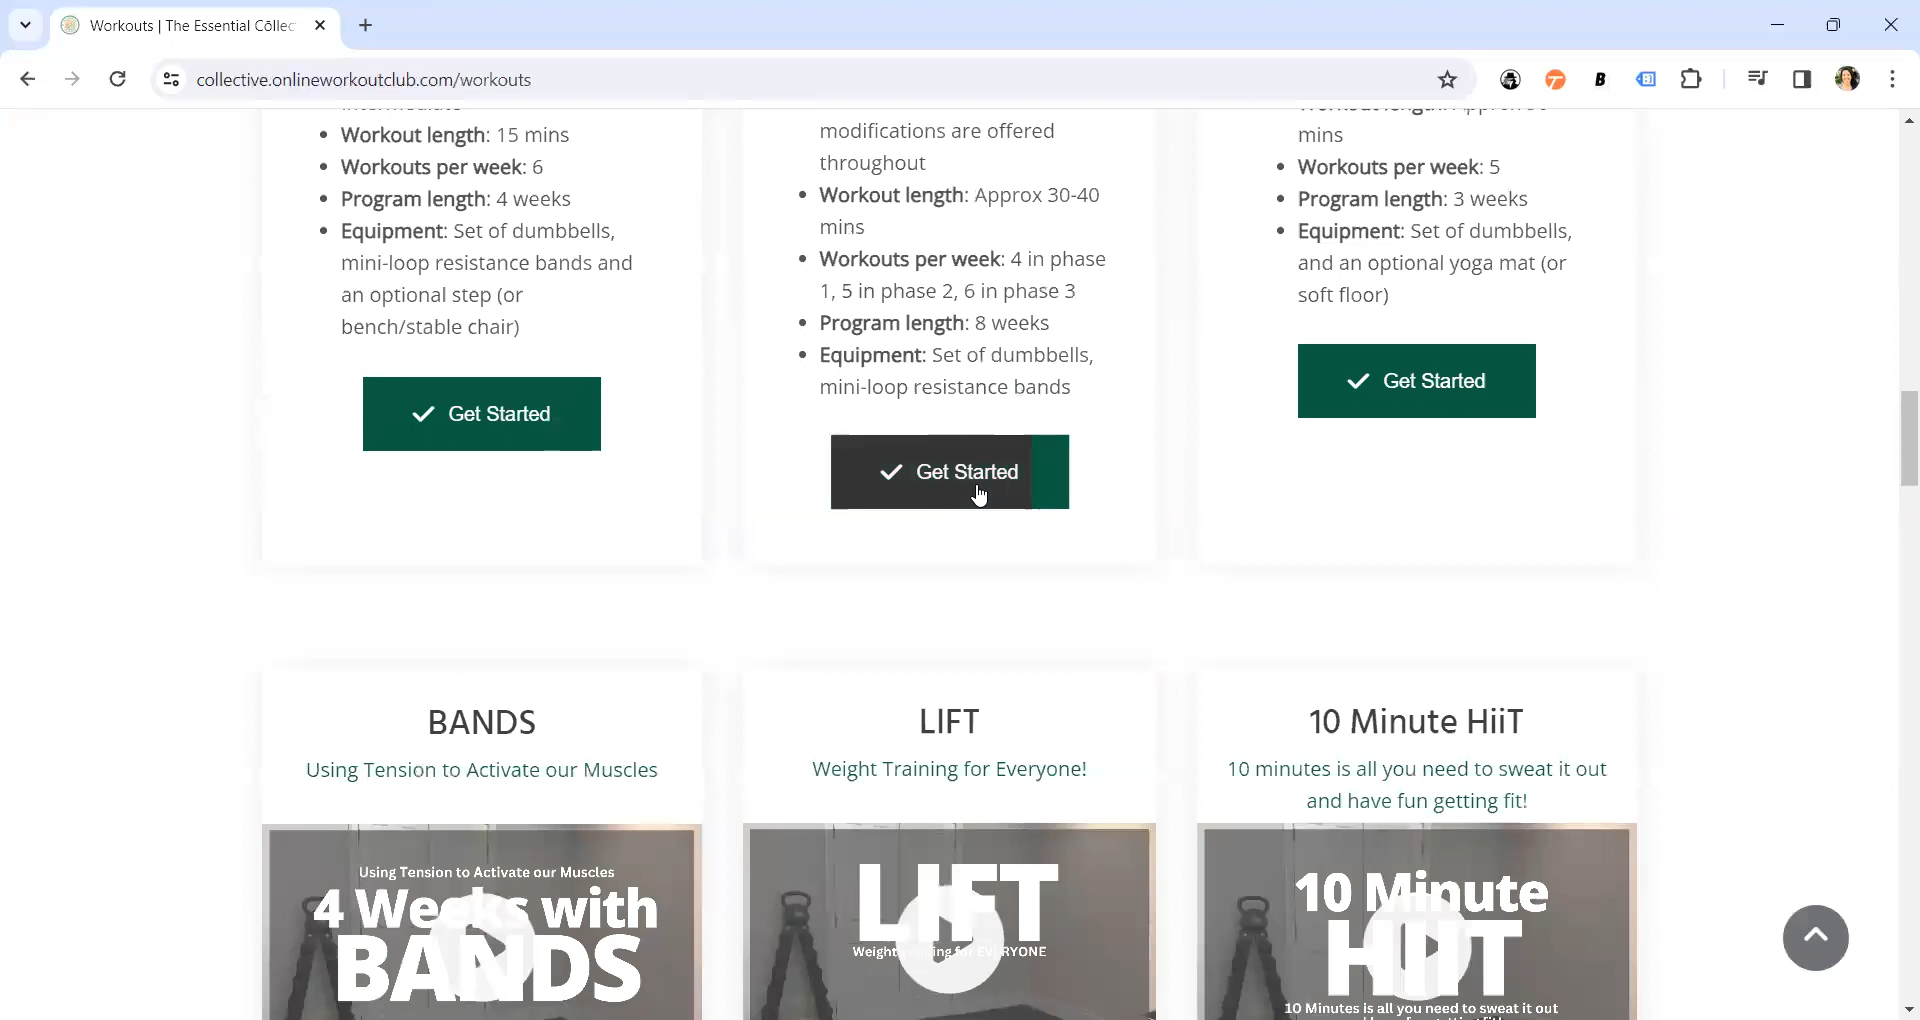 Workouts | The Essential Cōllec
collective.onlineworkoutclub.com/workouts
B
• Workout length: 15 mins
• Workouts per week: 6
• Program length: 4 weeks
• Equipment: Set of dumbbells,
mini-loop resistance bands and
an optional step (or
bench/stable chair)
Get Started
modifications are offered
throughout
• Workout length: Approx 30-40
mins
• Workouts per week: 4 in phase
1, 5 in phase 2, 6 in phase 3
• Program length: 8 weeks
• Equipment: Set of dumbbells,
mini-loop resistance bands
Get Started
mins
• Workouts per week: 5
• Program length: 3 weeks
• Equipment: Set of dumbbells,
and an optional yoga mat (or
soft floor)
Get Started
BANDS
Using Tension to Activate our Muscles
Using Tension to Activate our Muscles
4 Weeks with
BANDS
LIFT
Weight Training for Everyone!
LIFT
Weight Training for EVERYONE
10 Minute HiiT
10 minutes is all you need to sweat it out
and have fun getting fit!
10 Minute
HIIT
10 Minutes is all you need to sweat it out